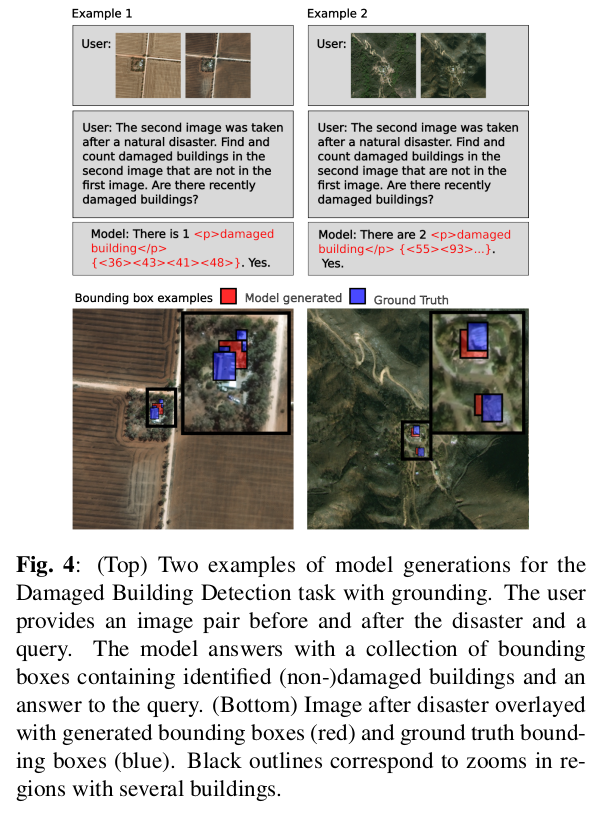 Example 1
User:
User: The second image was taken
after a natural disaster. Find and
count damaged buildings in the
second image that are not in the
first image. Are there recently
damaged buildings?
Model: There is 1 <p>damaged
building</p>
{<36><43><41><48>}. Yes.
Example 2
User:
User: The second image was taken
after a natural disaster. Find and
count damaged buildings in the
second image that are not in the
first image. Are there recently
damaged buildings?
Model: There are 2 <p>damaged
building</p> {<55><93>...}.
Yes.
Bounding box examples Model generated Ground Truth
Fig. 4: (Top) Two examples of model generations for the
Damaged Building Detection task with grounding. The user
provides an image pair before and after the disaster and a
query. The model answers with a collection of bounding
boxes containing identified (non-)damaged buildings and an
answer to the query. (Bottom) Image after disaster overlayed
with generated bounding boxes (red) and ground truth bound-
ing boxes (blue). Black outlines correspond to zooms in re-
gions with several buildings.